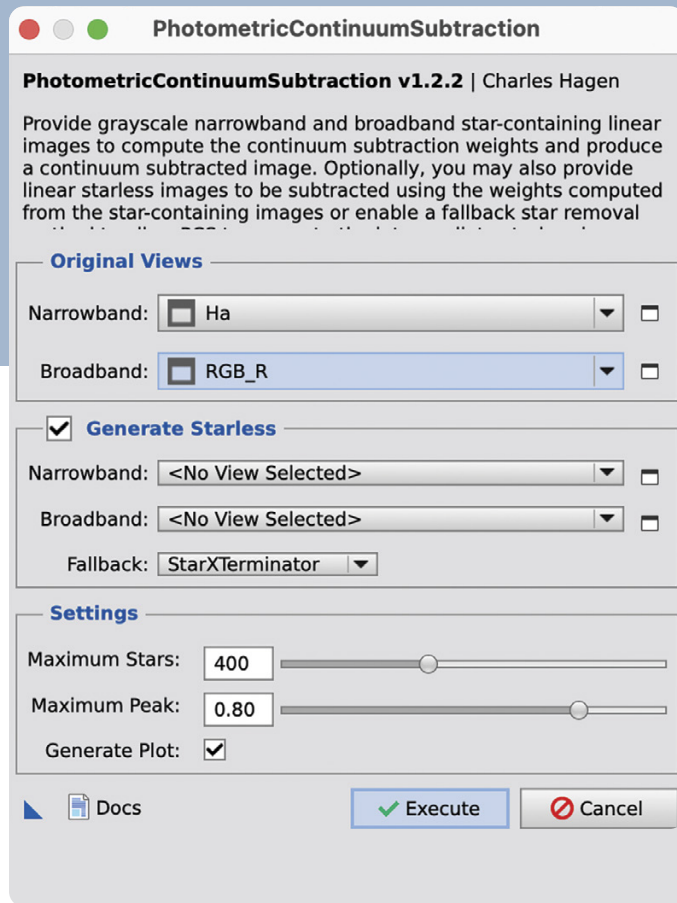 PhotometricContinuumSubtraction
PhotometricContinuumSubtraction v1.2.2 | Charles Hagen
Provide grayscale narrowband and broadband star-containing linear
images to compute the continuum subtraction weights and produce
a continuum subtracted image. Optionally, you may also provide
linear starless images to be subtracted using the weights computed
from the star-containing images or enable a fallback star removal
Original Views
Narrowband: Ha
Broadband: RGB_R
Generate Starless
Narrowband: <No View Selected>
Broadband: <No View Selected>
Fallback: StarXTerminator
Settings
Maximum Stars: 400
Maximum Peak: 0.80
Generate Plot:
Docs Execute Cancel